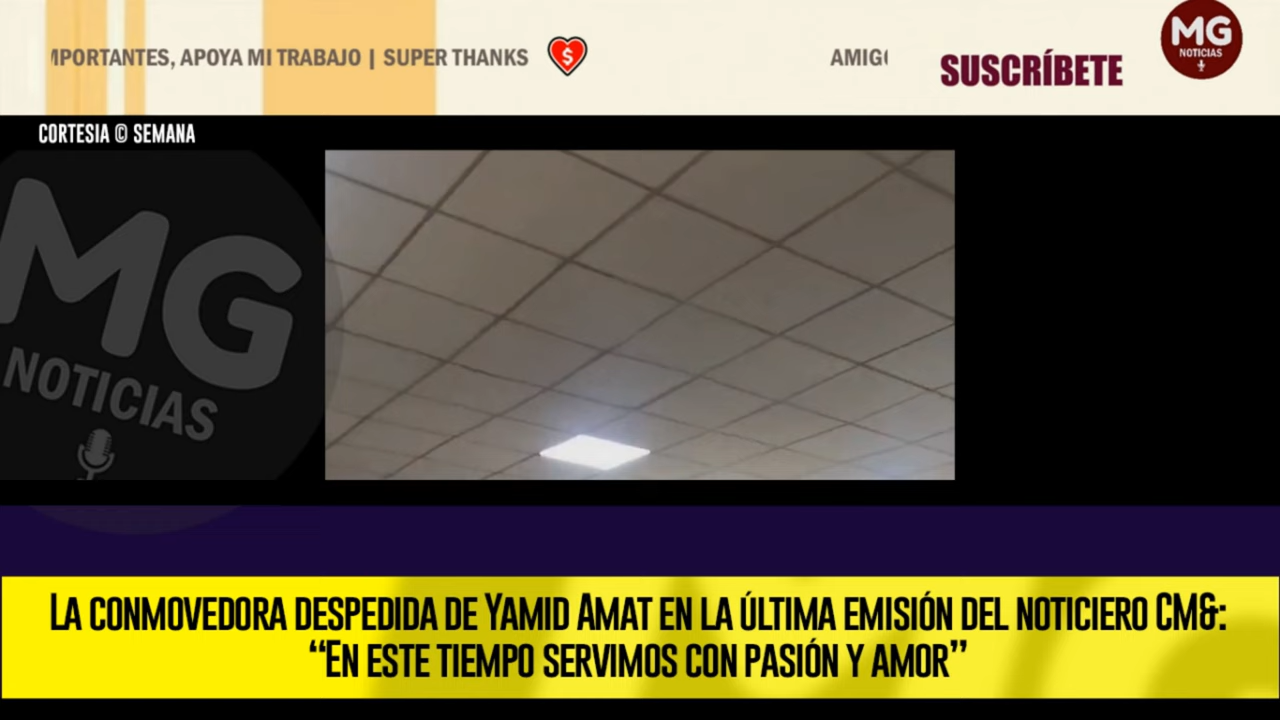 MPORTANTES, APOYA MI TRABAJO | SUPER THANKS
$
AMIG
SUSCRÍBETE
MG
NOTICIAS
CORTESIA © SEMANA
MG
NOTICIAS
LA CONMOVEDORA DESPEDIDA DE YAMID AMAT EN LA ÚLTIMA EMISIÓN DEL NOTICIERO CM&:
“EN ESTE TIEMPO SERVIMOS CON PASIÓN Y AMOR”